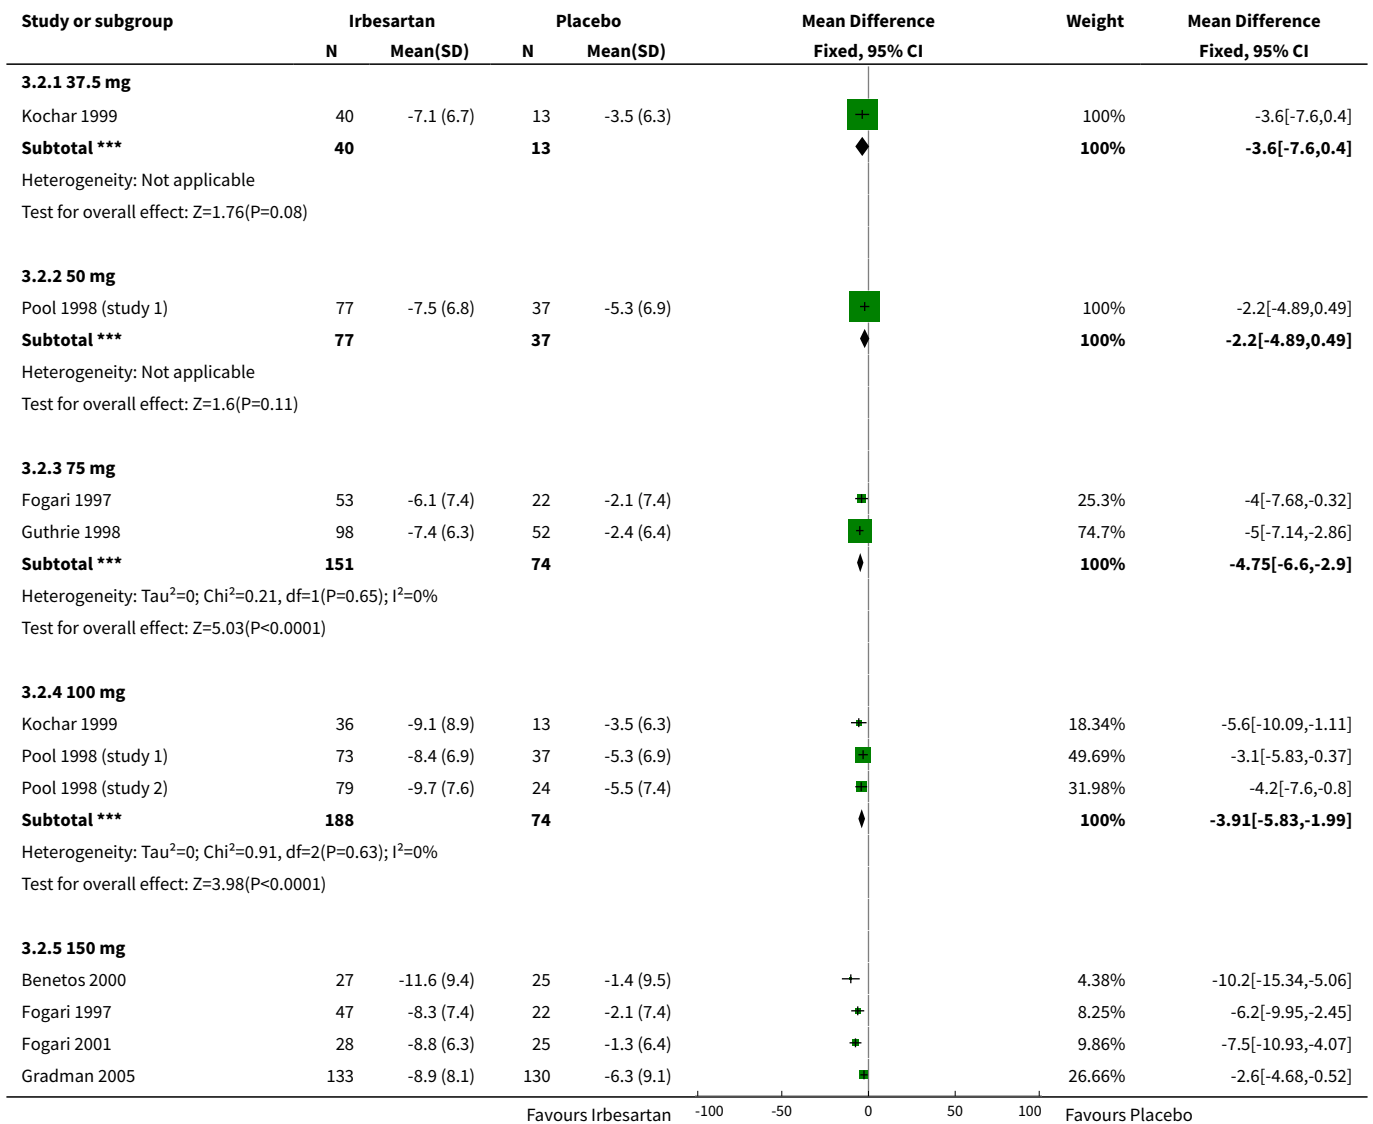 Study or subgroup Irbesartan Placebo Mean Difference Weight Mean Difference
N Mean(SD) N Mean(SD) Fixed, 95% CI Fixed, 95% CI
3.2.1 37.5 mg
Kochar 1999 40 -7.1 (6.7) 13 -3.5 (6.3) 100% -3.6[-7.6,0.4]
Subtotal *** 40 13 100% -3.6[-7.6,0.4]
Heterogeneity: Not applicable
Test for overall effect: Z=1.76(P=0.08)
3.2.2 50 mg
Pool 1998 (study 1) 77 -7.5 (6.8) 37 -5.3 (6.9) 100% -2.2[-4.89,0.49]
Subtotal *** 77 37 100% -2.2[-4.89,0.49]
Heterogeneity: Not applicable
Test for overall effect: Z=1.6(P=0.11)
3.2.3 75 mg
Fogari 1997 53 -6.1 (7.4) 22 -2.1 (7.4) 25.3% -4[-7.68,-0.32]
Guthrie 1998 98 -7.4 (6.3) 52 -2.4 (6.4) 74.7% -5[-7.14,-2.86]
Subtotal *** 151 74 100% -4.75[-6.6,-2.9]
Heterogeneity: Tau²=0; Chi²=0.21, df=1(P=0.65); I²=0%
Test for overall effect: Z=5.03(P<0.0001)
3.2.4 100 mg
Kochar 1999 36 -9.1 (8.9) 13 -3.5 (6.3) 18.34% -5.6[-10.09,-1.11]
Pool 1998 (study 1) 73 -8.4 (6.9) 37 -5.3 (6.9) 49.69% -3.1[-5.83,-0.37]
Pool 1998 (study 2) 79 -9.7 (7.6) 24 -5.5 (7.4) 31.98% -4.2[-7.6,-0.8]
Subtotal *** 188 74 100% -3.91[-5.83,-1.99]
Heterogeneity: Tau²=0; Chi²=0.91, df=2(P=0.63); I²=0%
Test for overall effect: Z=3.98(P<0.0001)
3.2.5 150 mg
Benetos 2000 27 -11.6 (9.4) 25 -1.4 (9.5) 4.38% -10.2[-15.34,-5.06]
Fogari 1997 47 -8.3 (7.4) 22 -2.1 (7.4) 8.25% -6.2[-9.95,-2.45]
Fogari 2001 28 -8.8 (6.3) 25 -1.3 (6.4) 9.86% -7.5[-10.93,-4.07]
Gradman 2005 133 -8.9 (8.1) 130 -6.3 (9.1) 26.66% -2.6[-4.68,-0.52]
Favours Irbesartan -100 -50 0 50 100 Favours Placebo